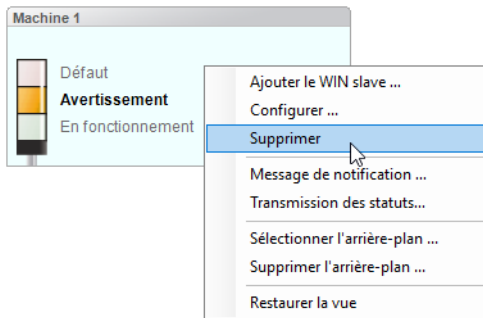 Machine 1
Défaut
Avertissement
En fonctionnement
Ajouter le WIN slave ...
Configurer ...
Supprimer
Message de notification ...
Transmission des statuts...
Sélectionner l'arrière-plan ...
Supprimer l'arrière-plan ...
Restaurer la vue